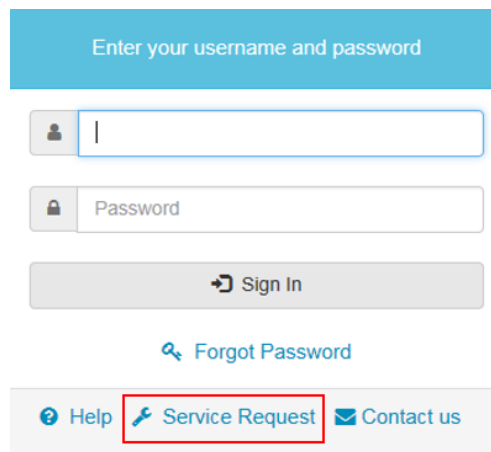 Enter your username and password
Password
Sign In
Forgot Password
Help Service Request Contact us